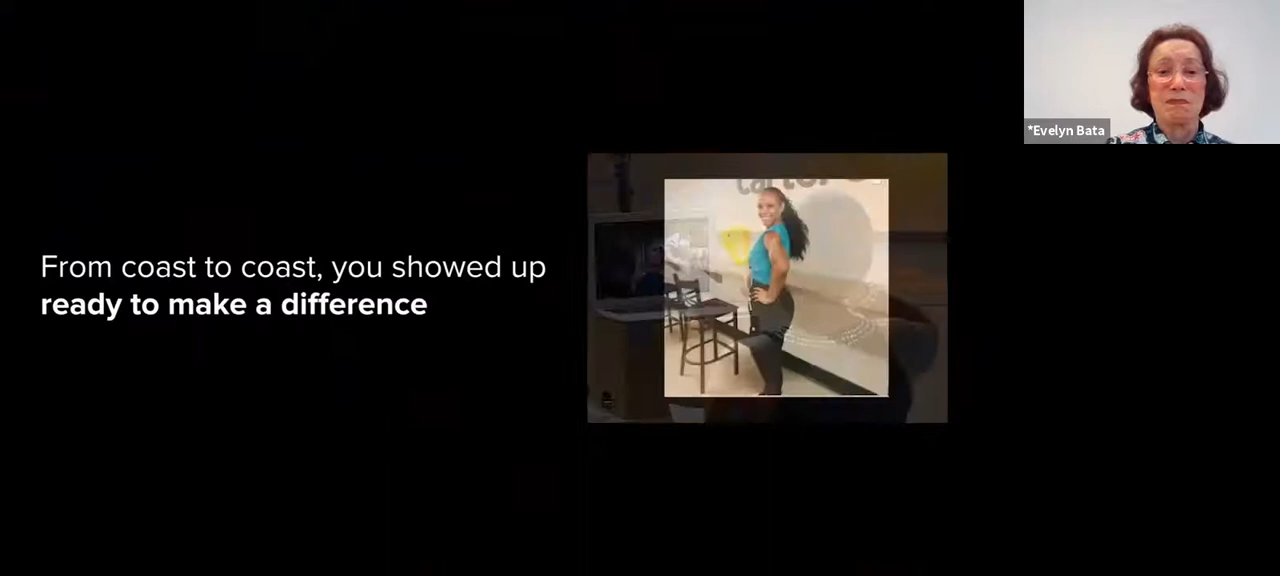 From coast to coast, you showed up
ready to make a difference
*Evelyn Bata